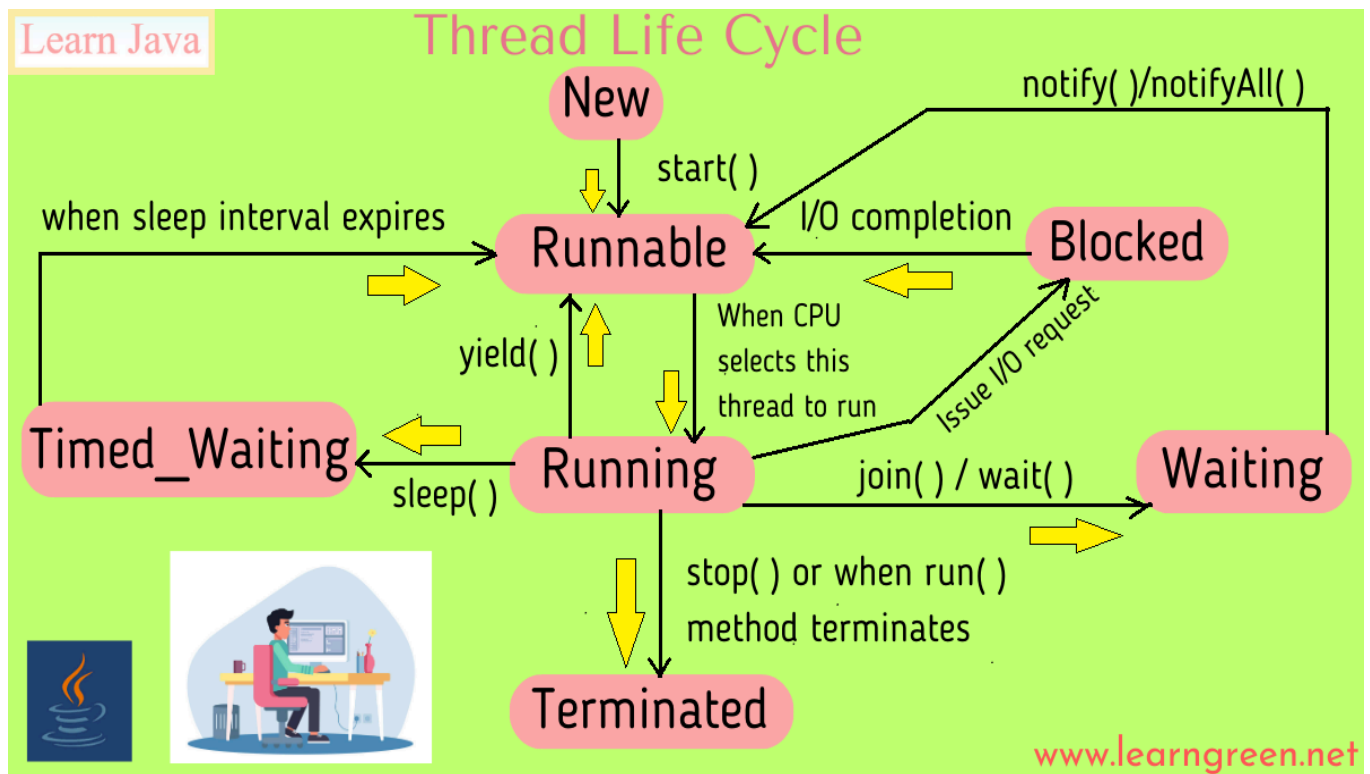 Learn Java
Thread Life Cycle
New
notify( )/notifyAll( )
start( )
when sleep interval expires
Runnable
I/O completion
Blocked
yield( )
When CPU
selects this
thread to run
Issue I/O request
Timed_Waiting
sleep( )
Running
join( ) / wait( )
Waiting
stop( ) or when run( )
method terminates
Terminated
www.learngreen.net